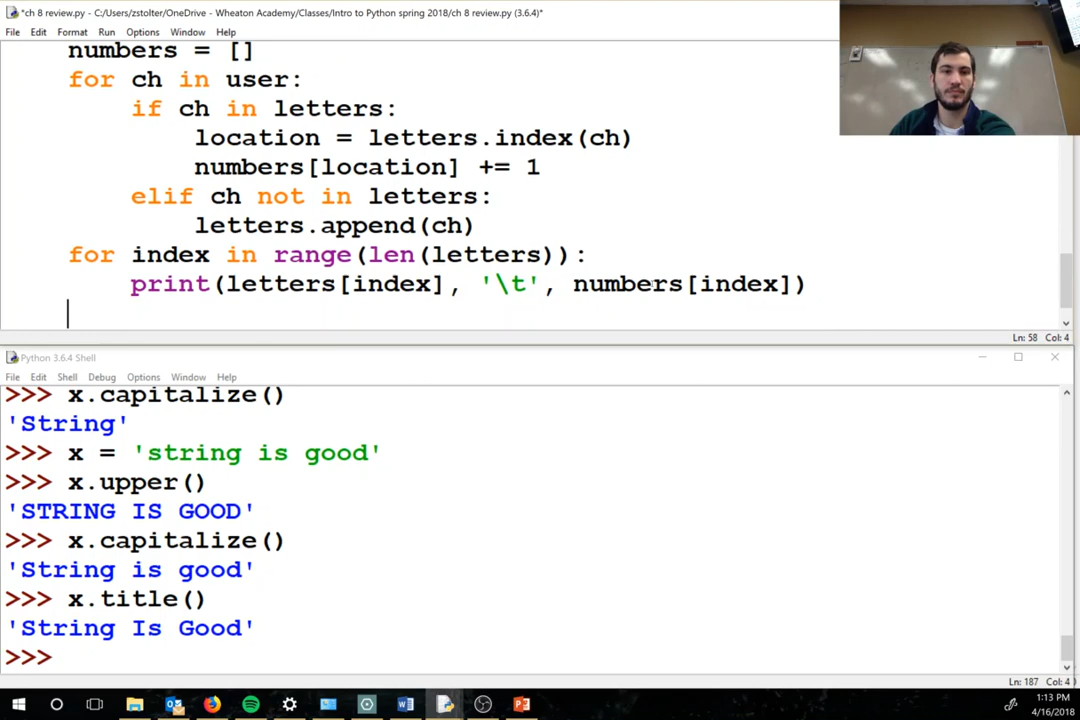 *ch 8 review.py - C:/Users/zstolter/OneDrive - Wheaton Academy/Classes/Intro to Python spring 2018/ch 8 review.py (3.6.4)*
File Edit Format Run Options Window Help
numbers = []
for ch in user:
if ch in letters:
location = letters.index(ch)
numbers[location] += 1
elif ch not in letters:
letters.append(ch)
for index in range(len(letters)):
print(letters[index], '\t', numbers[index])
Ln: 58 Col: 4
Python 3.6.4 Shell
File Edit Shell Debug Options Window Help
>>> x.capitalize()
'String'
>>> x = 'string is good'
>>> x.upper()
'STRING IS GOOD'
>>> x.capitalize()
'String is good'
>>> x.title()
'String Is Good'
>>>
Ln: 187 Col: 4
1:13 PM
4/16/2018